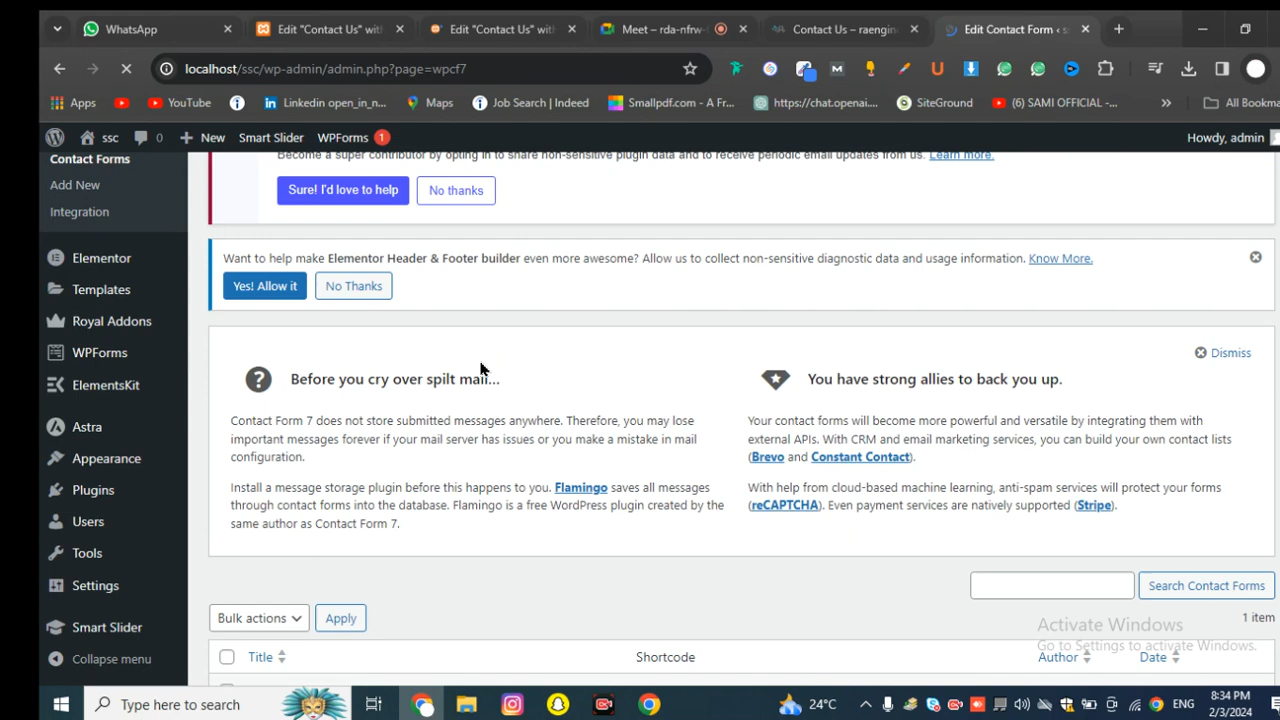 WhatsApp
Edit "Contact Us" with
Edit "Contact Us" with
Meet – rda-nfrw-
Contact Us – raengin
Edit Contact Form ‹ s
localhost/ssc/wp-admin/admin.php?page=wpcf7
Apps
YouTube
Linkedin open_in_n...
Maps
Job Search | Indeed
Smallpdf.com - A Fr...
https://chat.openai....
SiteGround
(6) SAMI OFFICIAL -...
»
All Bookma
ssc
0
New
Smart Slider
WPForms
1
Howdy, admin
Contact Forms
Add New
Integration
Elementor
Templates
Royal Addons
WPForms
ElementsKit
Astra
Appearance
Plugins
Users
Tools
Settings
Smart Slider
Collapse menu
Become a super contributor by opting in to share non-sensitive plugin data and to receive periodic email updates from us. Learn more.
Sure! I'd love to help
No thanks
Want to help make Elementor Header & Footer builder even more awesome? Allow us to collect non-sensitive diagnostic data and usage information. Know More.
Yes! Allow it
No Thanks
Dismiss
Before you cry over spilt mail...
Contact Form 7 does not store submitted messages anywhere. Therefore, you may lose
important messages forever if your mail server has issues or you make a mistake in mail
configuration.
Install a message storage plugin before this happens to you. Flamingo saves all messages
through contact forms into the database. Flamingo is a free WordPress plugin created by the
same author as Contact Form 7.
You have strong allies to back you up.
Your contact forms will become more powerful and versatile by integrating them with
external APIs. With CRM and email marketing services, you can build your own contact lists
(Brevo and Constant Contact).
With help from cloud-based machine learning, anti-spam services will protect your forms
(reCAPTCHA). Even payment services are natively supported (Stripe).
Search Contact Forms
Bulk actions
Apply
1 item
Title
Shortcode
Author
Date
Activate Windows
Go to Settings to activate Windows.
Type here to search
24°C
ENG
8:34 PM
2/3/2024